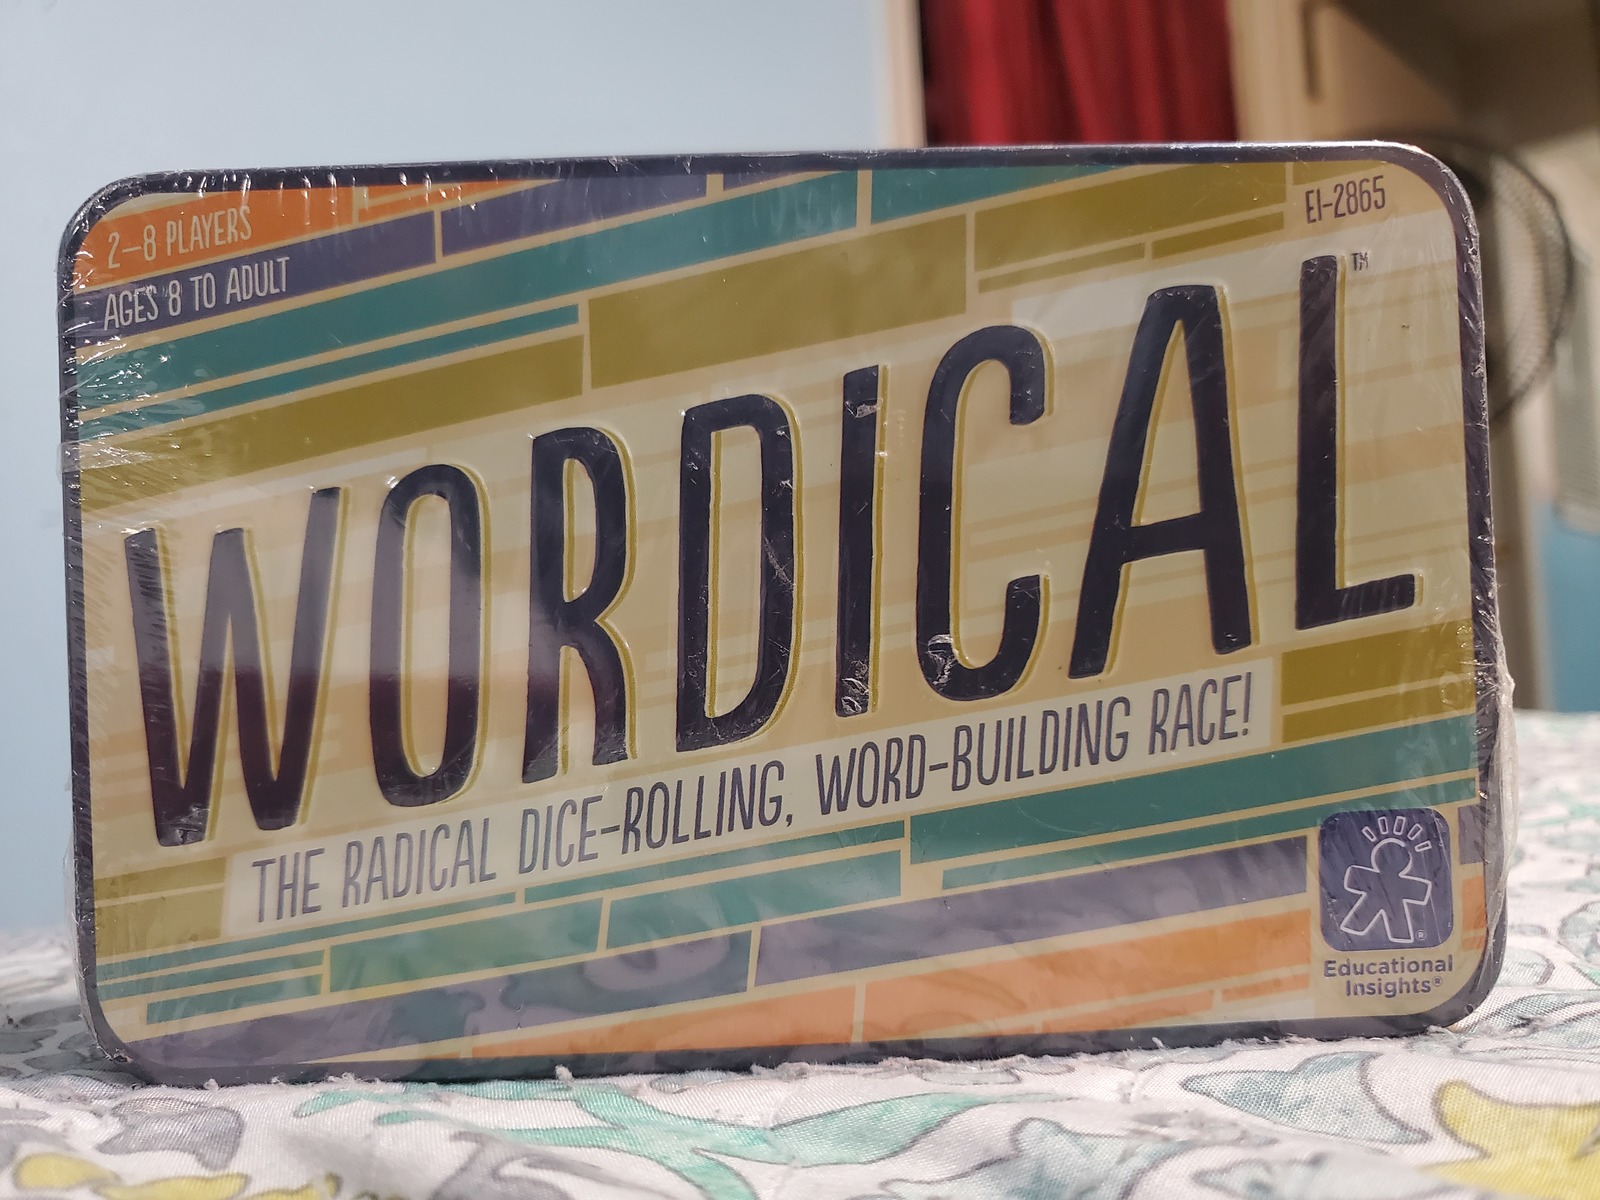 2–8 PLAYERS
AGES 8 TO ADULT
EI-2865
WORDICAL™
THE RADICAL DICE-ROLLING, WORD-BUILDING RACE!
Educational
Insights®